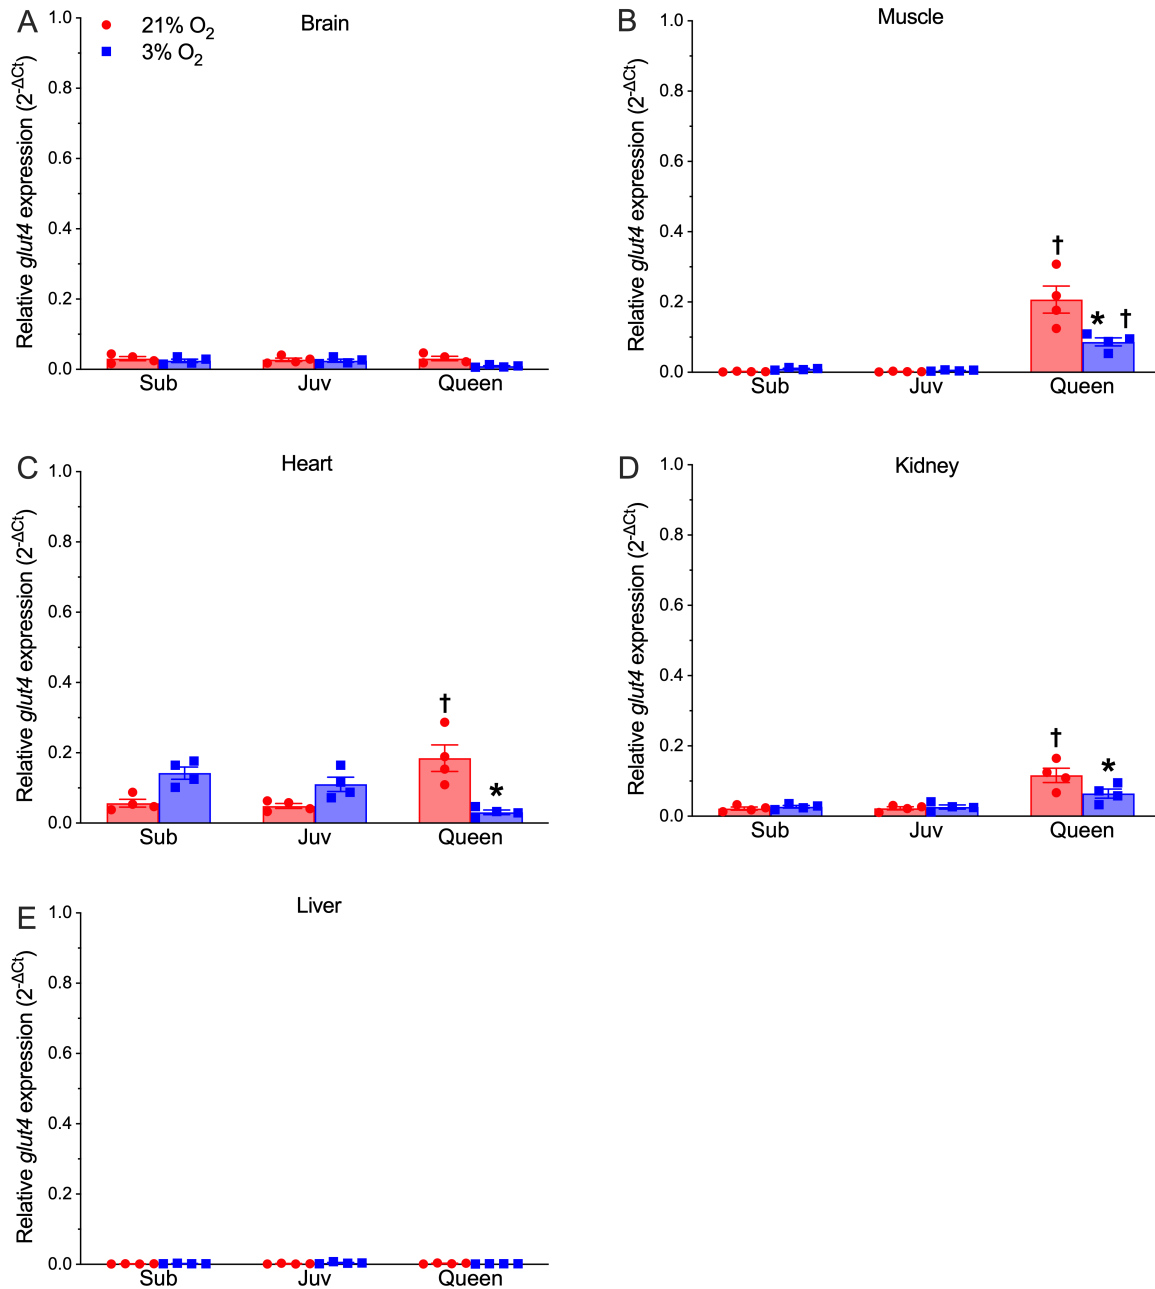 A
Brain
21% O2
3% O2
Relative glut4 expression (2-ΔCt)
1.0
0.8
0.6
0.4
0.2
0.0
Sub Juv Queen
B
Muscle
Relative glut4 expression (2-ΔCt)
1.0
0.8
0.6
0.4
0.2
0.0
†
* †
Sub Juv Queen
C
Heart
Relative glut4 expression (2-ΔCt)
1.0
0.8
0.6
0.4
0.2
0.0
†
*
Sub Juv Queen
D
Kidney
Relative glut4 expression (2-ΔCt)
1.0
0.8
0.6
0.4
0.2
0.0
†
*
Sub Juv Queen
E
Liver
Relative glut4 expression (2-ΔCt)
1.0
0.8
0.6
0.4
0.2
0.0
Sub Juv Queen